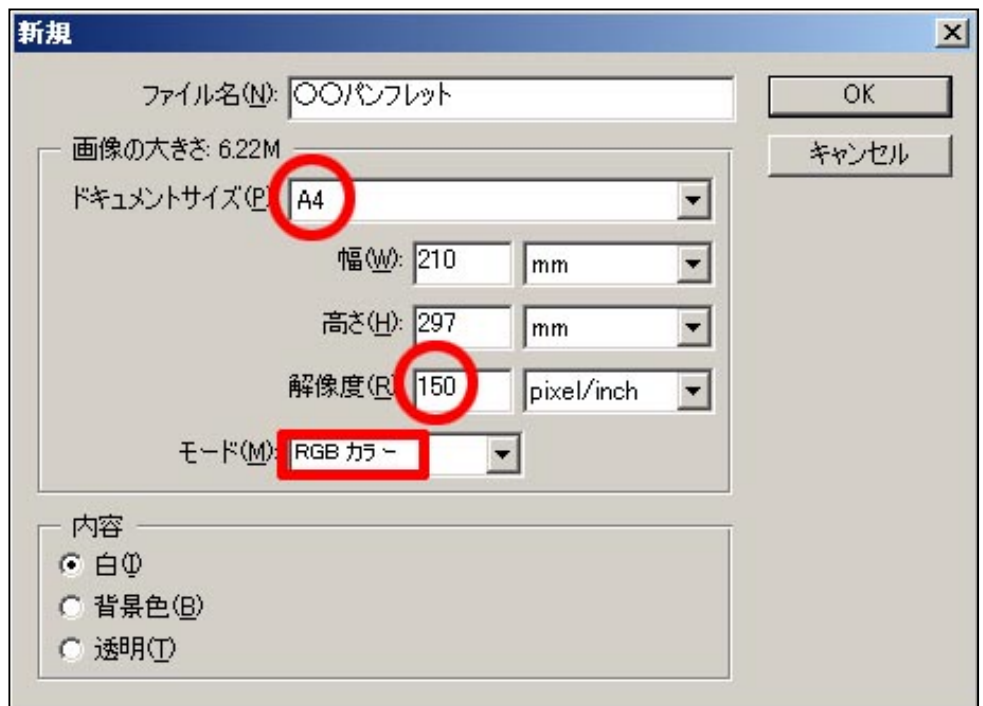 新規
ファイル名(N): 〇〇パンフレット
OK
キャンセル
画像の大きさ: 6.22M
ドキュメントサイズ(P) A4
幅(W): 210 mm
高さ(H): 297 mm
解像度(R) 150 pixel/inch
モード(M): RGB カラー
内容
白(I)
背景色(B)
透明(T)